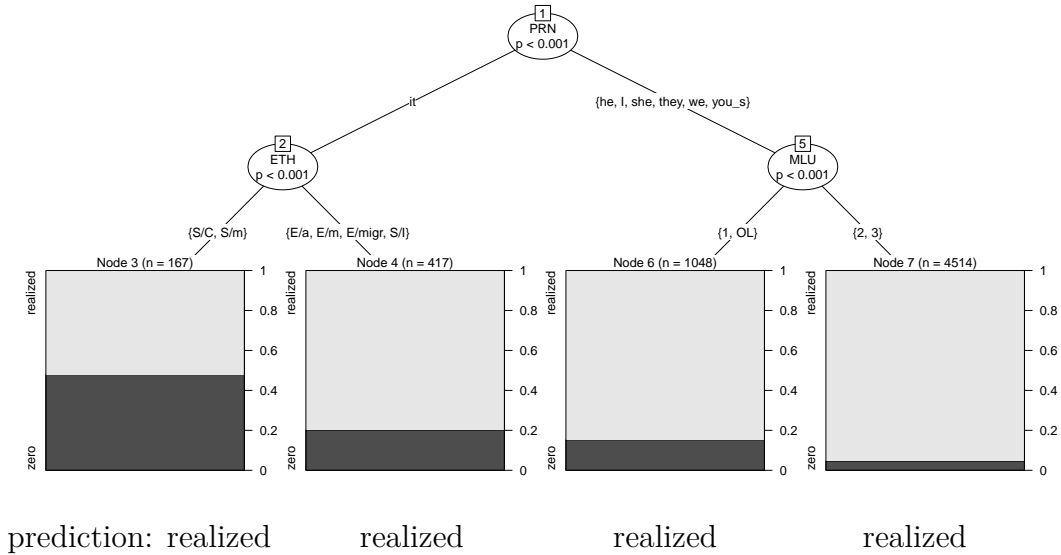 1
PRN
p < 0.001
it
{he, I, she, they, we, you_s}
2
ETH
p < 0.001
5
MLU
p < 0.001
{S/C, S/m}
{E/a, E/m, E/migr, S/I}
{1, OL}
{2, 3}
Node 3 (n = 167)
zero
realized
0
0.2
0.4
0.6
0.8
1
Node 4 (n = 417)
zero
realized
0
0.2
0.4
0.6
0.8
1
Node 6 (n = 1048)
zero
realized
0
0.2
0.4
0.6
0.8
1
Node 7 (n = 4514)
zero
realized
0
0.2
0.4
0.6
0.8
1
prediction: realized realized realized realized